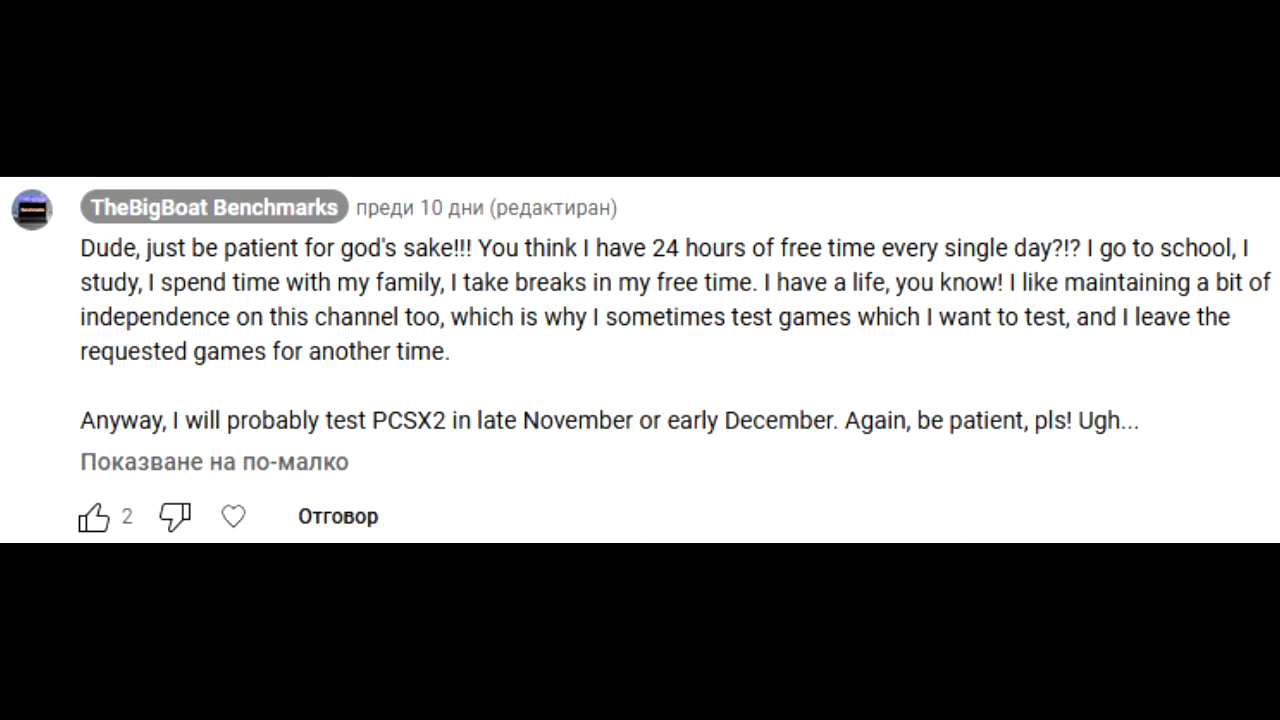 TheBigBoat Benchmarks преди 10 дни (редактиран)
Dude, just be patient for god's sake!!! You think I have 24 hours of free time every single day?!? I go to school, I
study, I spend time with my family, I take breaks in my free time. I have a life, you know! I like maintaining a bit of
independence on this channel too, which is why I sometimes test games which I want to test, and I leave the
requested games for another time.
Anyway, I will probably test PCSX2 in late November or early December. Again, be patient, pls! Ugh...
Показване на по-малко
2 Отговор